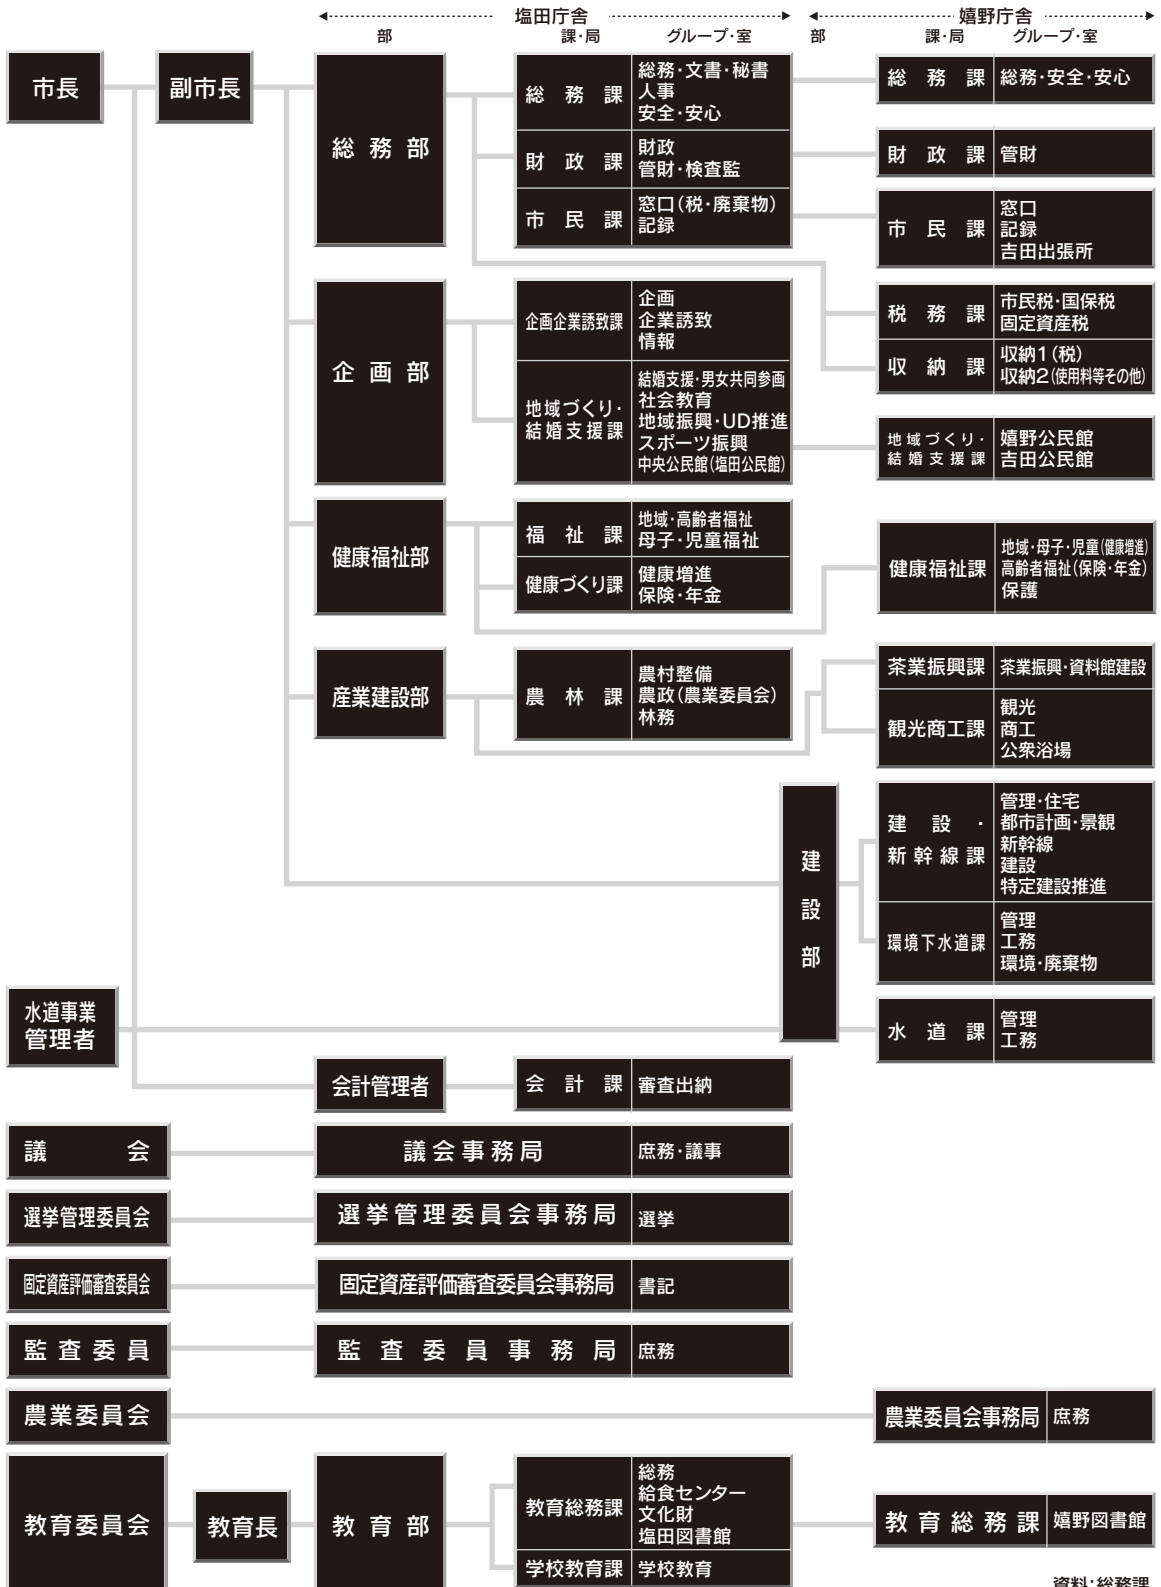 塩田庁舎
嬉野庁舎
部
課・局
グループ・室
部
課・局
グループ・室
市長
副市長
総務部
総務課
総務・文書・秘書
人事
安全・安心
財政課
財政
管財・検査監
市民課
窓口（税・廃棄物）
記録
総務課
総務・安全・安心
財政課
管財
市民課
窓口
記録
吉田出張所
税務課
市民税・国保税
固定資産税
収納課
収納1（税）
収納2（使用料等その他）
企画部
企画企業誘致課
企画
企業誘致
情報
地域づくり・
結婚支援課
結婚支援・男女共同参画
社会教育
地域振興・UD推進
スポーツ振興
中央公民館（塩田公民館）
地域づくり・
結婚支援課
嬉野公民館
吉田公民館
健康福祉部
福祉課
地域・高齢者福祉
母子・児童福祉
健康づくり課
健康増進
保険・年金
健康福祉課
地域・母子・児童（健康増進）
高齢者福祉（保険・年金）
保護
産業建設部
農林課
農村整備
農政（農業委員会）
林務
茶業振興課
茶業振興・資料館建設
観光商工課
観光
商工
公衆浴場
建設部
建設・
新幹線課
管理・住宅
都市計画・景観
新幹線
建設
特定建設推進
環境下水道課
管理
工務
環境・廃棄物
水道事業
管理者
水道課
管理
工務
会計管理者
会計課
審査出納
議会
議会事務局
庶務・議事
選挙管理委員会
選挙管理委員会事務局
選挙
固定資産評価審査委員会
固定資産評価審査委員会事務局
書記
監査委員
監査委員事務局
庶務
農業委員会
農業委員会事務局
庶務
教育委員会
教育長
教育部
教育総務課
総務
給食センター
文化財
塩田図書館
学校教育課
学校教育
教育総務課
嬉野図書館
資料：総務課